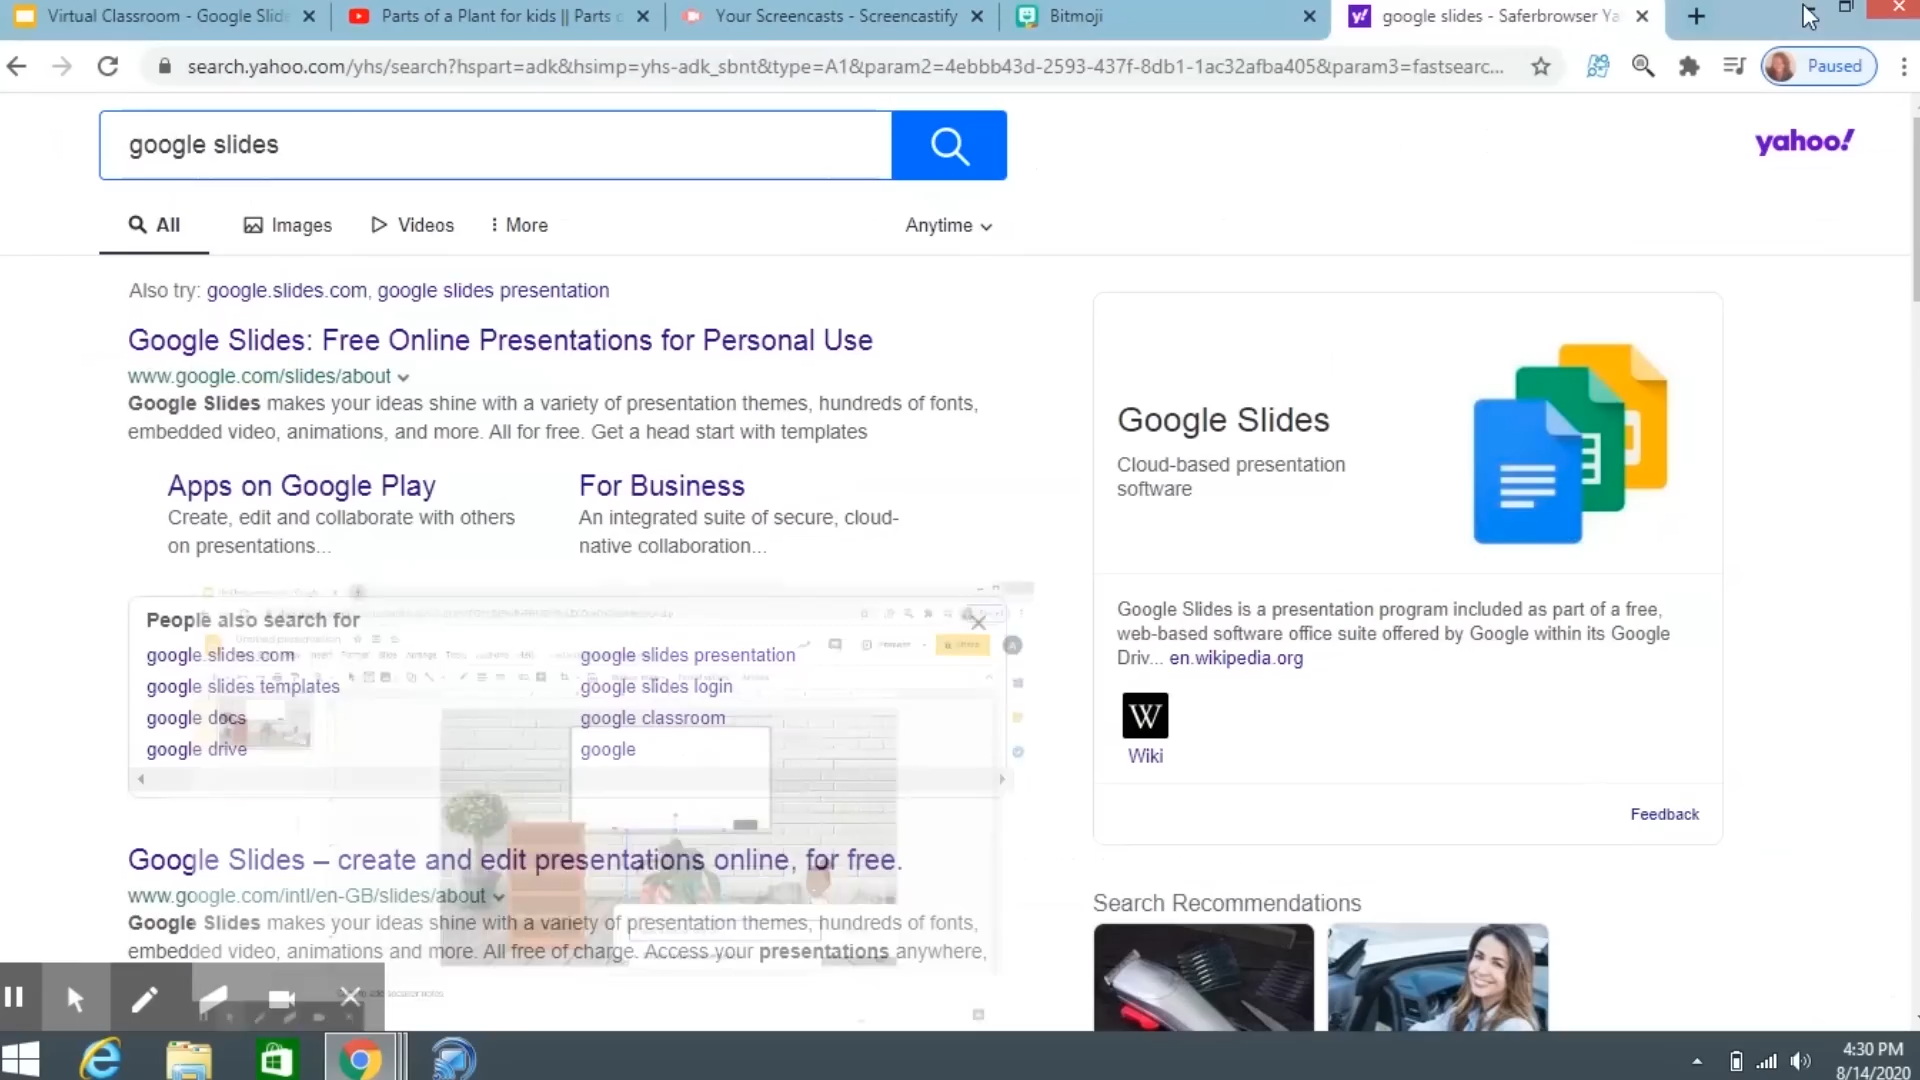 Virtual Classroom - Google Slide
Parts of a Plant for kids || Parts o
Your Screencasts - Screencastify
Bitmoji
google slides - Saferbrowser Ya
search.yahoo.com/yhs/search?hspart=adk&hsimp=yhs-adk_sbnt&type=A1&param2=4ebbb43d-2593-437f-8db1-1ac32afba405&param3=fastsearc...
Paused
google slides
yahoo!
All
Images
Videos
More
Anytime
Also try: google.slides.com, google slides presentation
Google Slides: Free Online Presentations for Personal Use
www.google.com/slides/about
Google Slides makes your ideas shine with a variety of presentation themes, hundreds of fonts,
embedded video, animations, and more. All for free. Get a head start with templates
Apps on Google Play
Create, edit and collaborate with others
on presentations...
For Business
An integrated suite of secure, cloud-
native collaboration...
People also search for
google.slides.com
google slides templates
google docs
google drive
google slides presentation
google slides login
google classroom
google
Google Slides – create and edit presentations online, for free.
www.google.com/intl/en-GB/slides/about
Google Slides makes your ideas shine with a variety of presentation themes, hundreds of fonts,
embedded video, animations and more. All free of charge. Access your presentations anywhere,
Google Slides
Cloud-based presentation
software
Google Slides is a presentation program included as part of a free,
web-based software office suite offered by Google within its Google
Driv... en.wikipedia.org
W
Wiki
Feedback
Search Recommendations
4:30 PM
8/14/2020